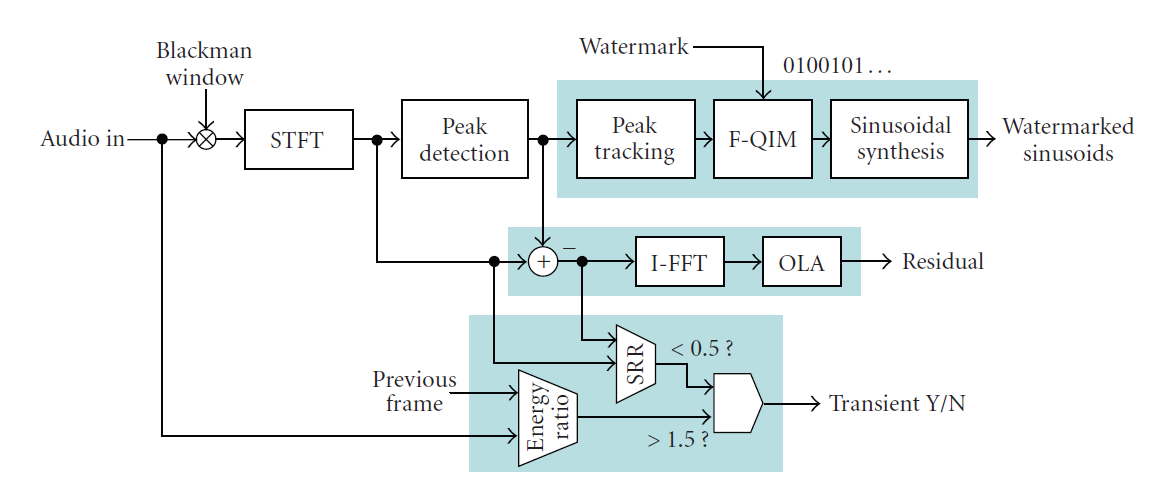 Blackman
window
Audio in
STFT
Peak
detection
Watermark
0100101...
Peak
tracking
F-QIM
Sinusoidal
synthesis
Watermarked
sinusoids
+
−
I-FFT
OLA
Residual
SRR
< 0.5 ?
Previous
frame
Energy
ratio
> 1.5 ?
Transient Y/N